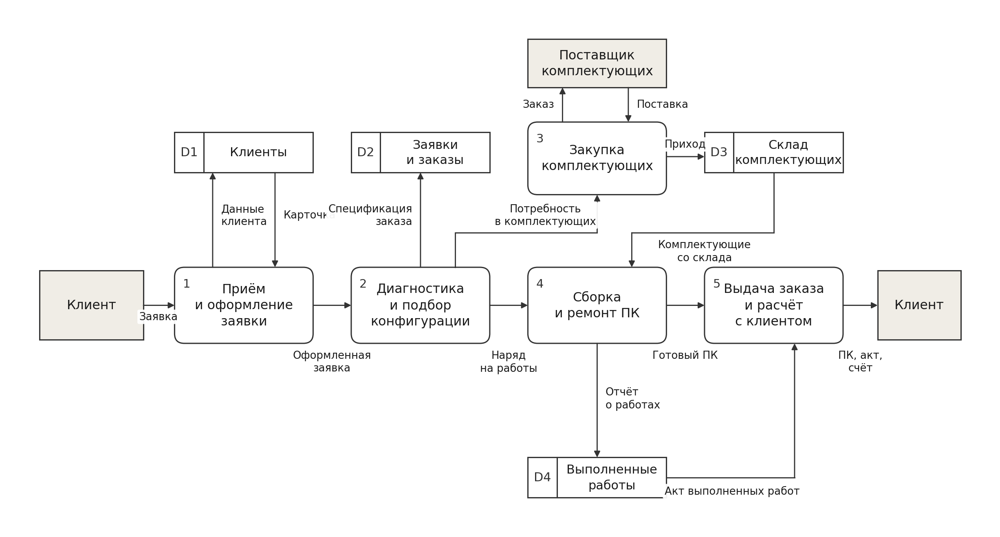 Поставщик
комплектующих
Заказ
Поставка
D1
Клиенты
D2
Заявки
и заказы
3
Закупка
комплектующих
Приход
D3
Склад
комплектующих
Данные
клиента
Карточка
Спецификация
заказа
Потребность
в комплектующих
Комплектующие
со склада
Клиент
Заявка
1
Приём
и оформление
заявки
2
Диагностика
и подбор
конфигурации
4
Сборка
и ремонт ПК
5
Выдача заказа
и расчёт
с клиентом
Клиент
Оформленная
заявка
Наряд
на работы
Готовый ПК
ПК, акт,
счёт
Отчёт
о работах
D4
Выполненные
работы
Акт выполненных работ